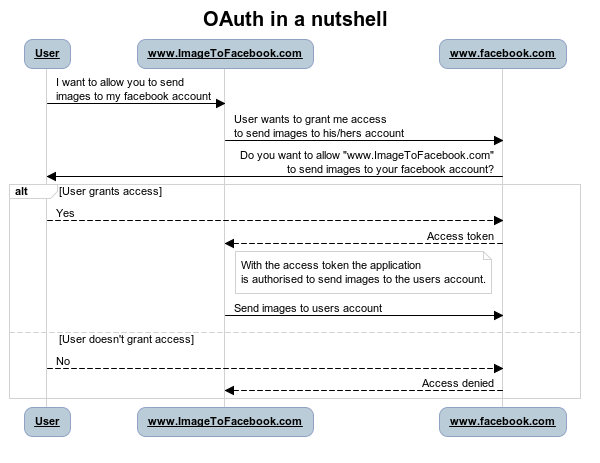 OAuth in a nutshell
User
www.ImageToFacebook.com
www.facebook.com
I want to allow you to send
images to my facebook account
User wants to grant me access
to send images to his/hers account
Do you want to allow "www.ImageToFacebook.com"
to send images to your facebook account?
alt
[User grants access]
Yes
Access token
With the access token the application
is authorised to send images to the users account.
Send images to users account
[User doesn't grant access]
No
Access denied
User
www.ImageToFacebook.com
www.facebook.com